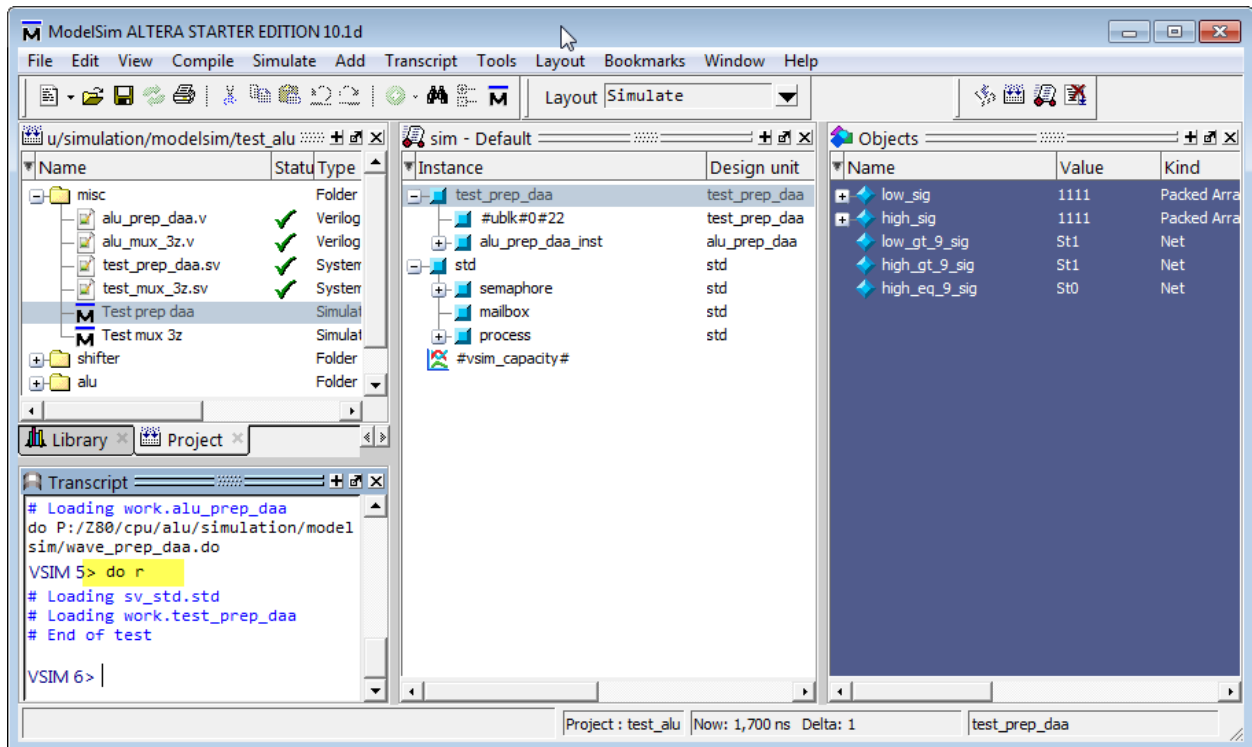 ModelSim ALTERA STARTER EDITION 10.1d
File Edit View Compile Simulate Add Transcript Tools Layout Bookmarks Window Help
Layout Simulate
u/simulation/modelsim/test_alu
Name Statu Type
misc Folder
alu_prep_daa.v Verilog
alu_mux_3z.v Verilog
test_prep_daa.sv System
test_mux_3z.sv System
Test prep daa Simulat
Test mux 3z Simulat
shifter Folder
alu Folder
Library Project
Transcript
# Loading work.alu_prep_daa
do P:/Z80/cpu/alu/simulation/model
sim/wave_prep_daa.do
VSIM 5> do r
# Loading sv_std.std
# Loading work.test_prep_daa
# End of test
VSIM 6>
sim - Default
Instance Design unit
test_prep_daa test_prep_daa
#ublk#0#22 test_prep_daa
alu_prep_daa_inst alu_prep_daa
std std
semaphore std
mailbox std
process std
#vsim_capacity#
Objects
Name Value Kind
low_sig 1111 Packed Arra
high_sig 1111 Packed Arra
low_gt_9_sig St1 Net
high_gt_9_sig St1 Net
high_eq_9_sig St0 Net
Project : test_alu Now: 1,700 ns Delta: 1 test_prep_daa